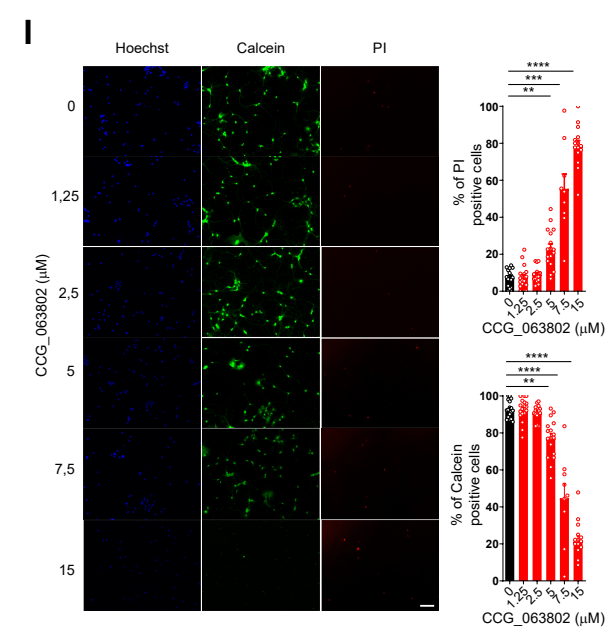 I
Hoechst Calcein PI
CCG_063802 (µM)
0
1,25
2,5
5
7,5
15
****
***
**
% of PI
positive cells
100
80
60
40
20
0
0 1.25 2.5 5 7.5 15
CCG_063802 (µM)
****
****
**
% of Calcein
positive cells
100
80
60
40
20
0
0 1.25 2.5 5 7.5 15
CCG_063802 (µM)